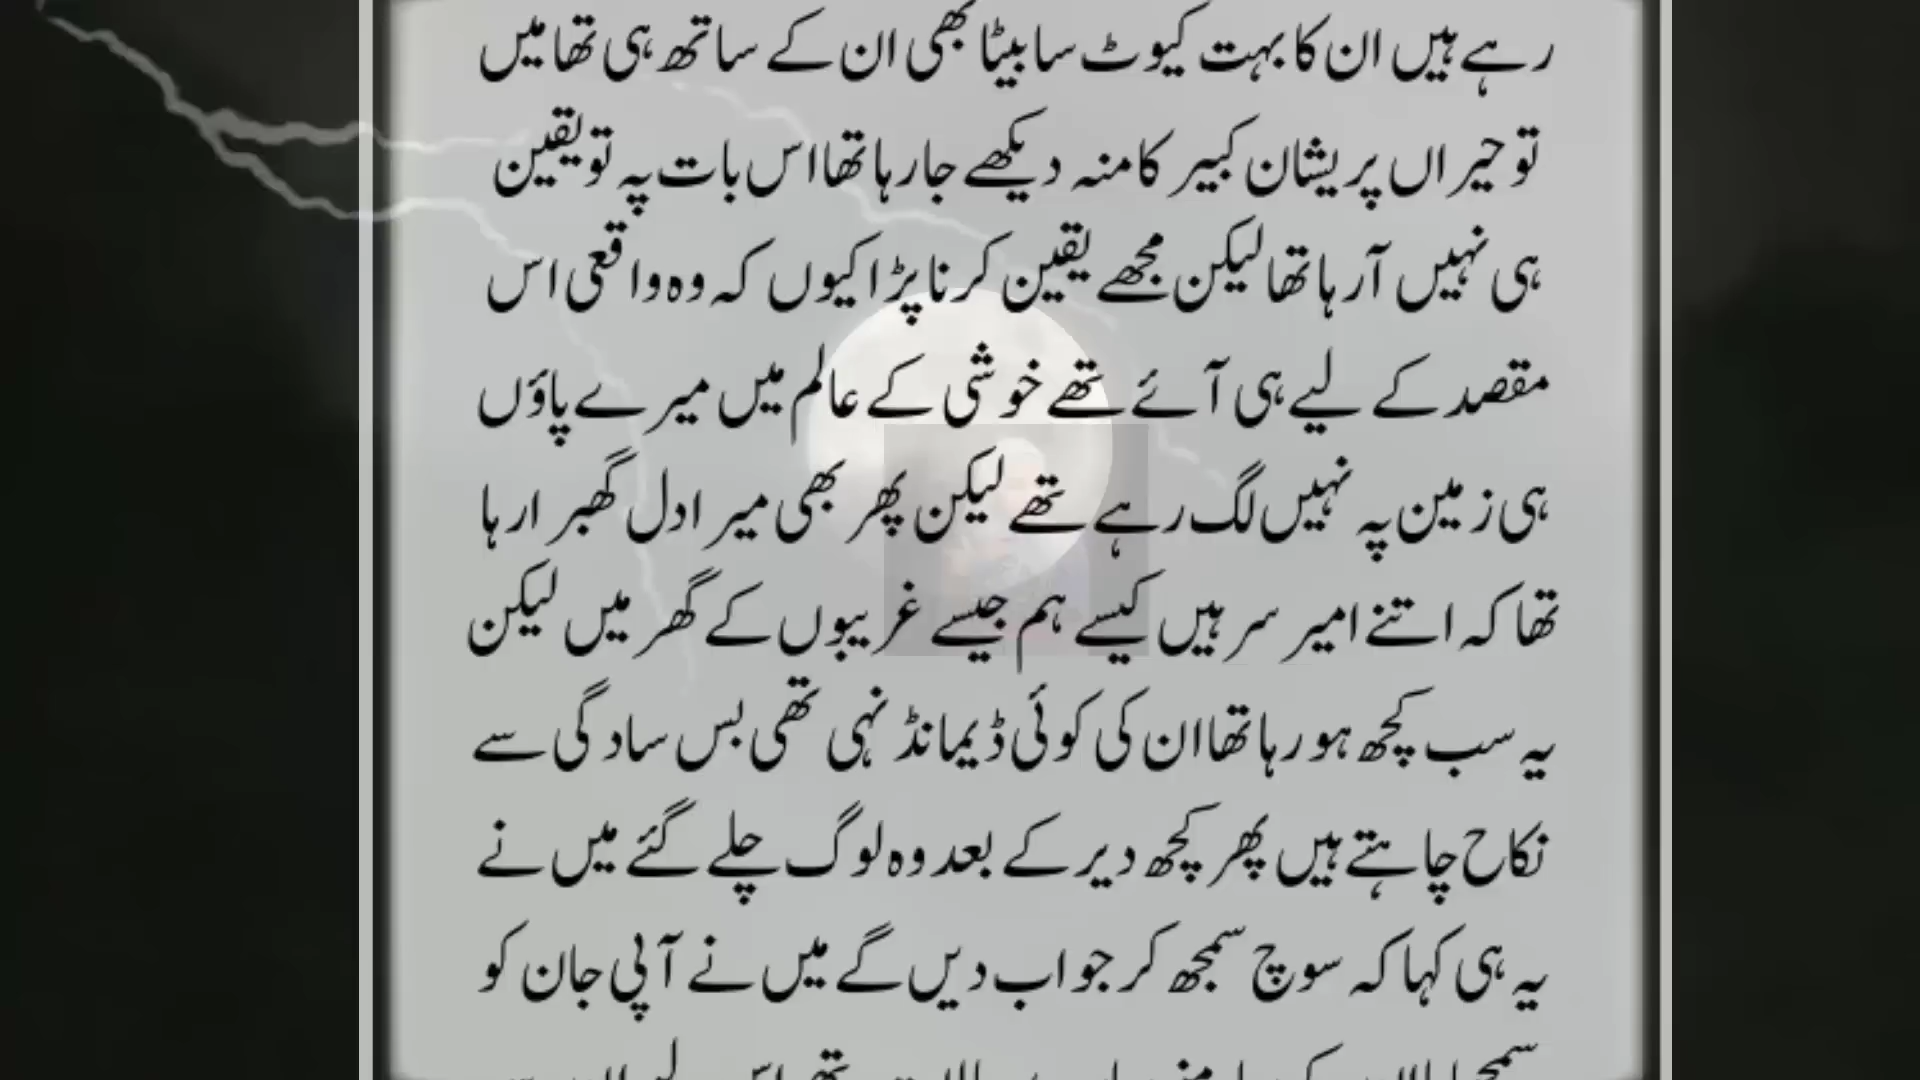 رہے ہیں ان کا بہت کیوٹ سا بیٹا بھی ان کے ساتھ ہی تھا میں
تو حیراں پریشان کبیر کا منہ دیکھے جا رہا تھا اس بات پہ تو یقین
ہی نہیں آرہا تھا لیکن مجھے یقین کرنا پڑا کیوں کہ وہ واقعی اس
مقصد کے لیے ہی آئے تھے خوشی کے عالم میں میرے پاؤں
ہی زمین پہ نہیں لگ رہے تھے لیکن پھر بھی میرا دل گھبرا رہا
تھا کہ اتنے امیر سر ہیں کیسے ہم جیسے غریبوں کے گھر میں لیکن
یہ سب کچھ ہو رہا تھا ان کی کوئی ڈیمانڈ نہی تھی بس سادگی سے
نکاح چاہتے ہیں پھر کچھ دیر کے بعد وہ لوگ چلے گئے میں نے
یہ ہی کہا کہ سوچ سمجھ کر جواب دیں گے میں نے آپی جان کو